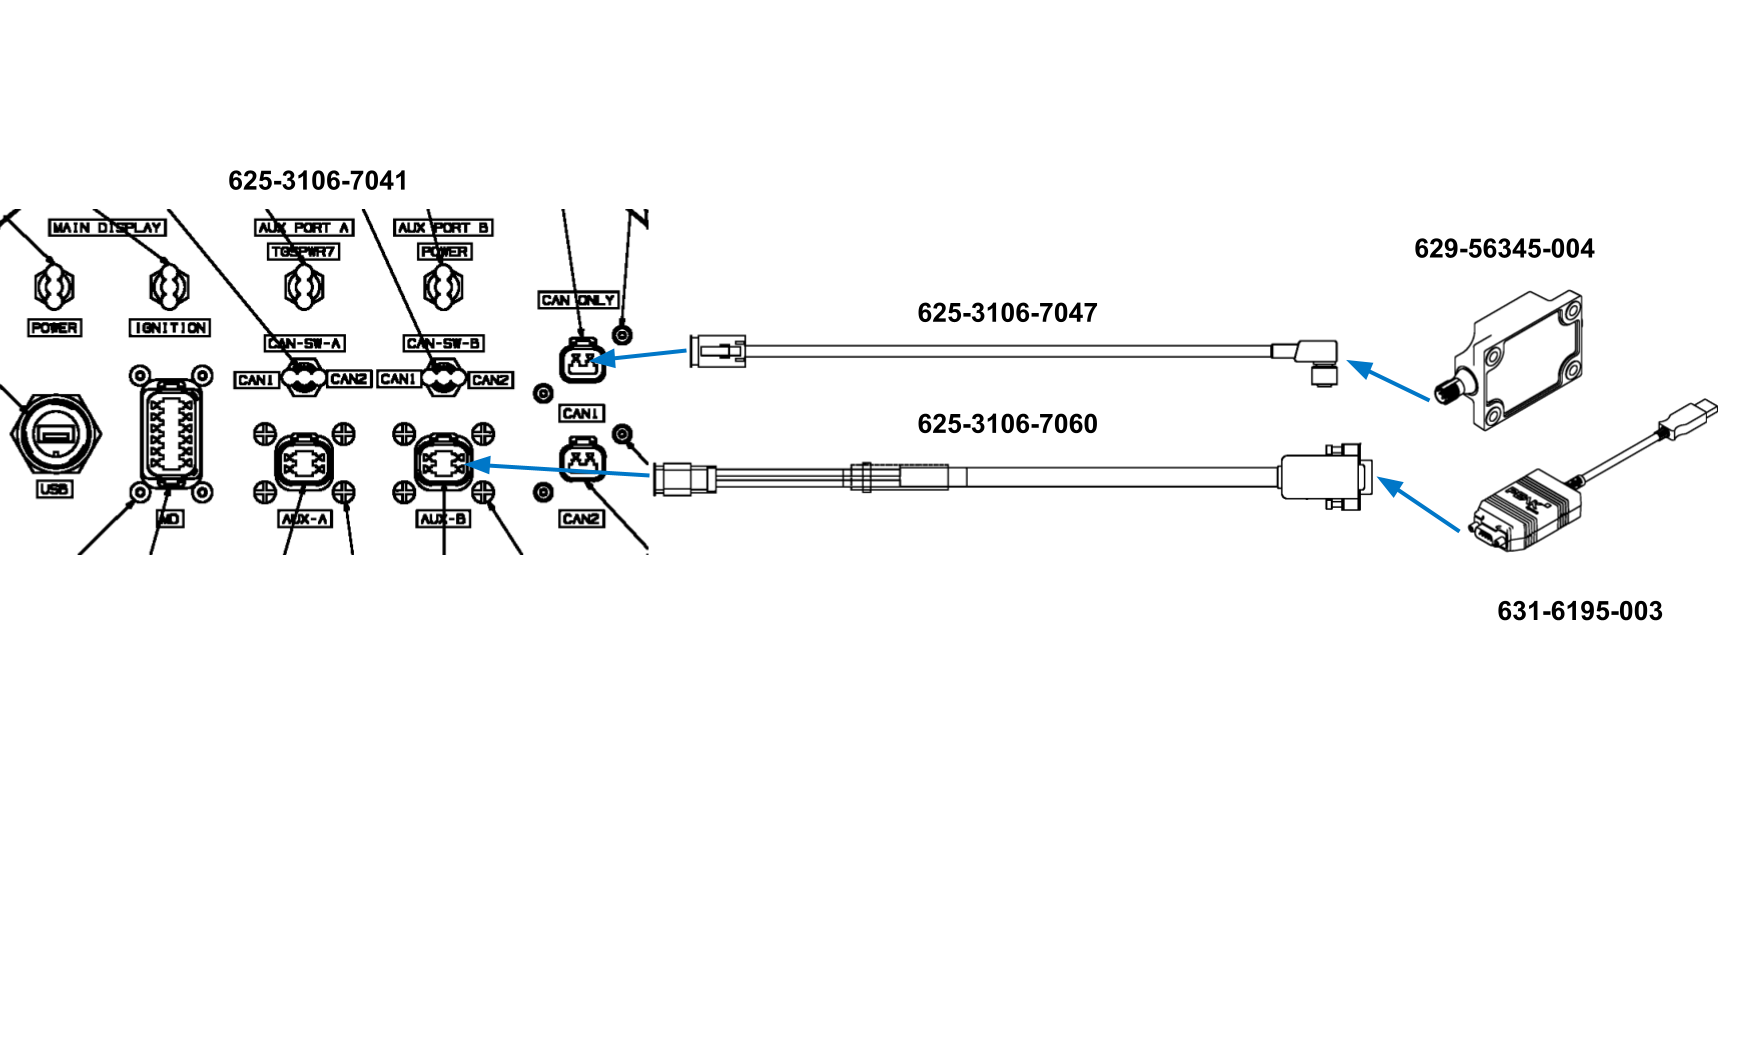 625-3106-7041
MAIN DISPLAY
AUX PORT A
AUX PORT B
TGSPWR7
POWER
629-56345-004
CAN ONLY
625-3106-7047
POWER
IGNITION
CAN-SW-A
CAN-SW-B
CAN1
CAN2
CAN1
CAN2
CAN1
625-3106-7060
USB
MD
AUX-A
AUX-B
CAN2
PEAK
631-6195-003